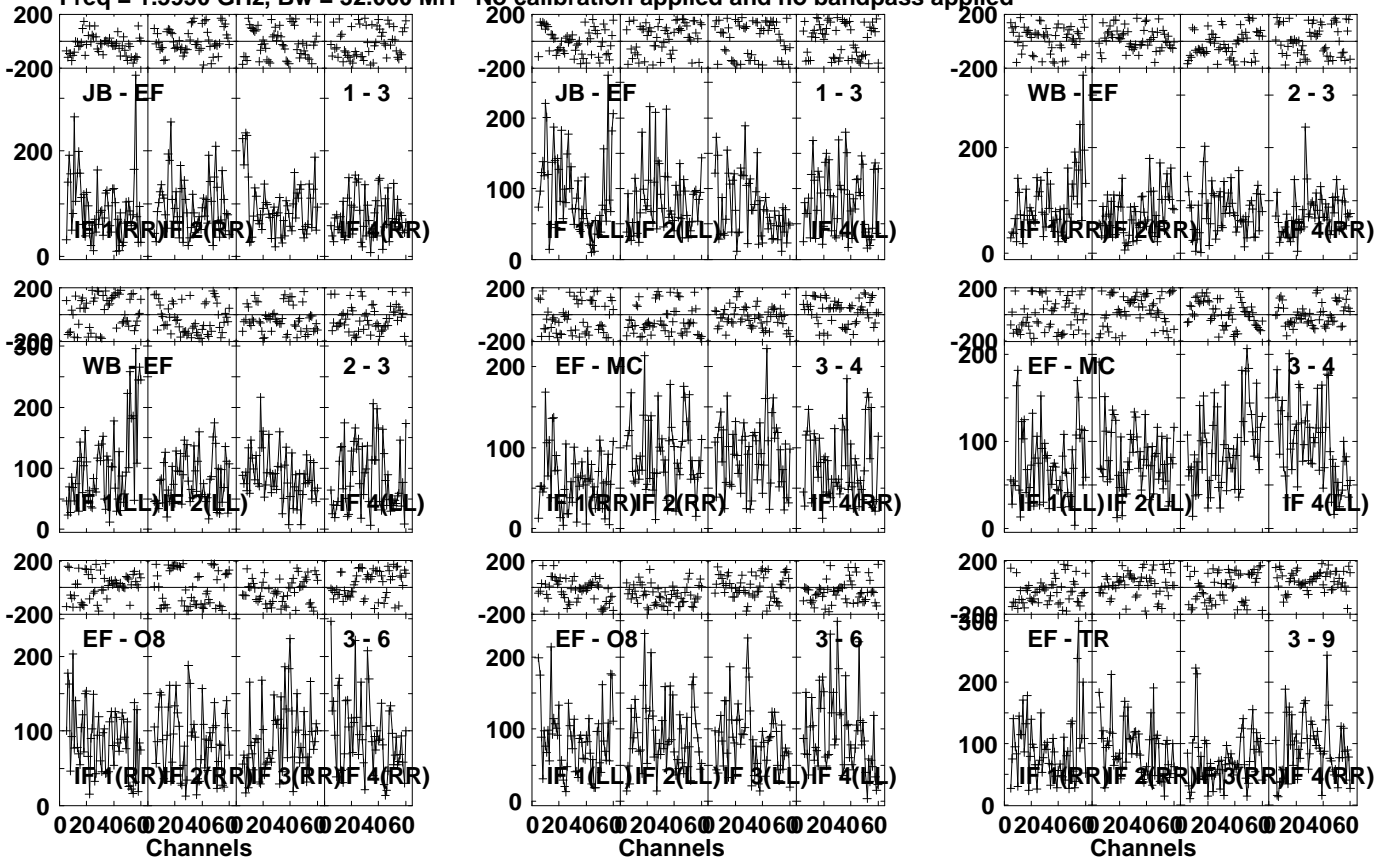 Freq = GHz, Bw = MH No calibration applied and no bandpass applied
200 200 200
-200 -200 -200
JB - EF 1 - 3 JB - EF 1 - 3 WB - EF 2 - 3
200 200 200
100
IF 1(RR) IF 2(RR) IF 4(RR) IF 1(LL) IF 2(LL) IF 4(LL) IF 1(RR) IF 2(RR) IF 4(RR)
0 0 0
200 200 200
-200 -200 -200
300 200 200
WB - EF 2 - 3 EF - MC 3 - 4 EF - MC 3 - 4
200
100 100 100
IF 1(LL) IF 2(LL) IF 4(LL) IF 1(RR) IF 2(RR) IF 4(RR) IF 1(LL) IF 2(LL) IF 4(LL)
0 0 0
200 200 200
-200 -200 -200
300
EF - O8 3 - 6 EF - O8 3 - 6 EF - TR 3 - 9
200 200 200
100 100 100
IF 1(RR) IF 2(RR) IF 3(RR) IF 4(RR) IF 1(LL) IF 2(LL) IF 3(LL) IF 4(LL) IF 1(RR) IF 2(RR) IF 3(RR) IF 4(RR)
0 0 0
0 20 40 60 0 20 40 60 0 20 40 60 0 20 40 60 0 20 40 60 0 20 40 60 0 20 40 60 0 20 40 60 0 20 40 60 0 20 40 60 0 20 40 60 0 20 40 60
Channels Channels Channels